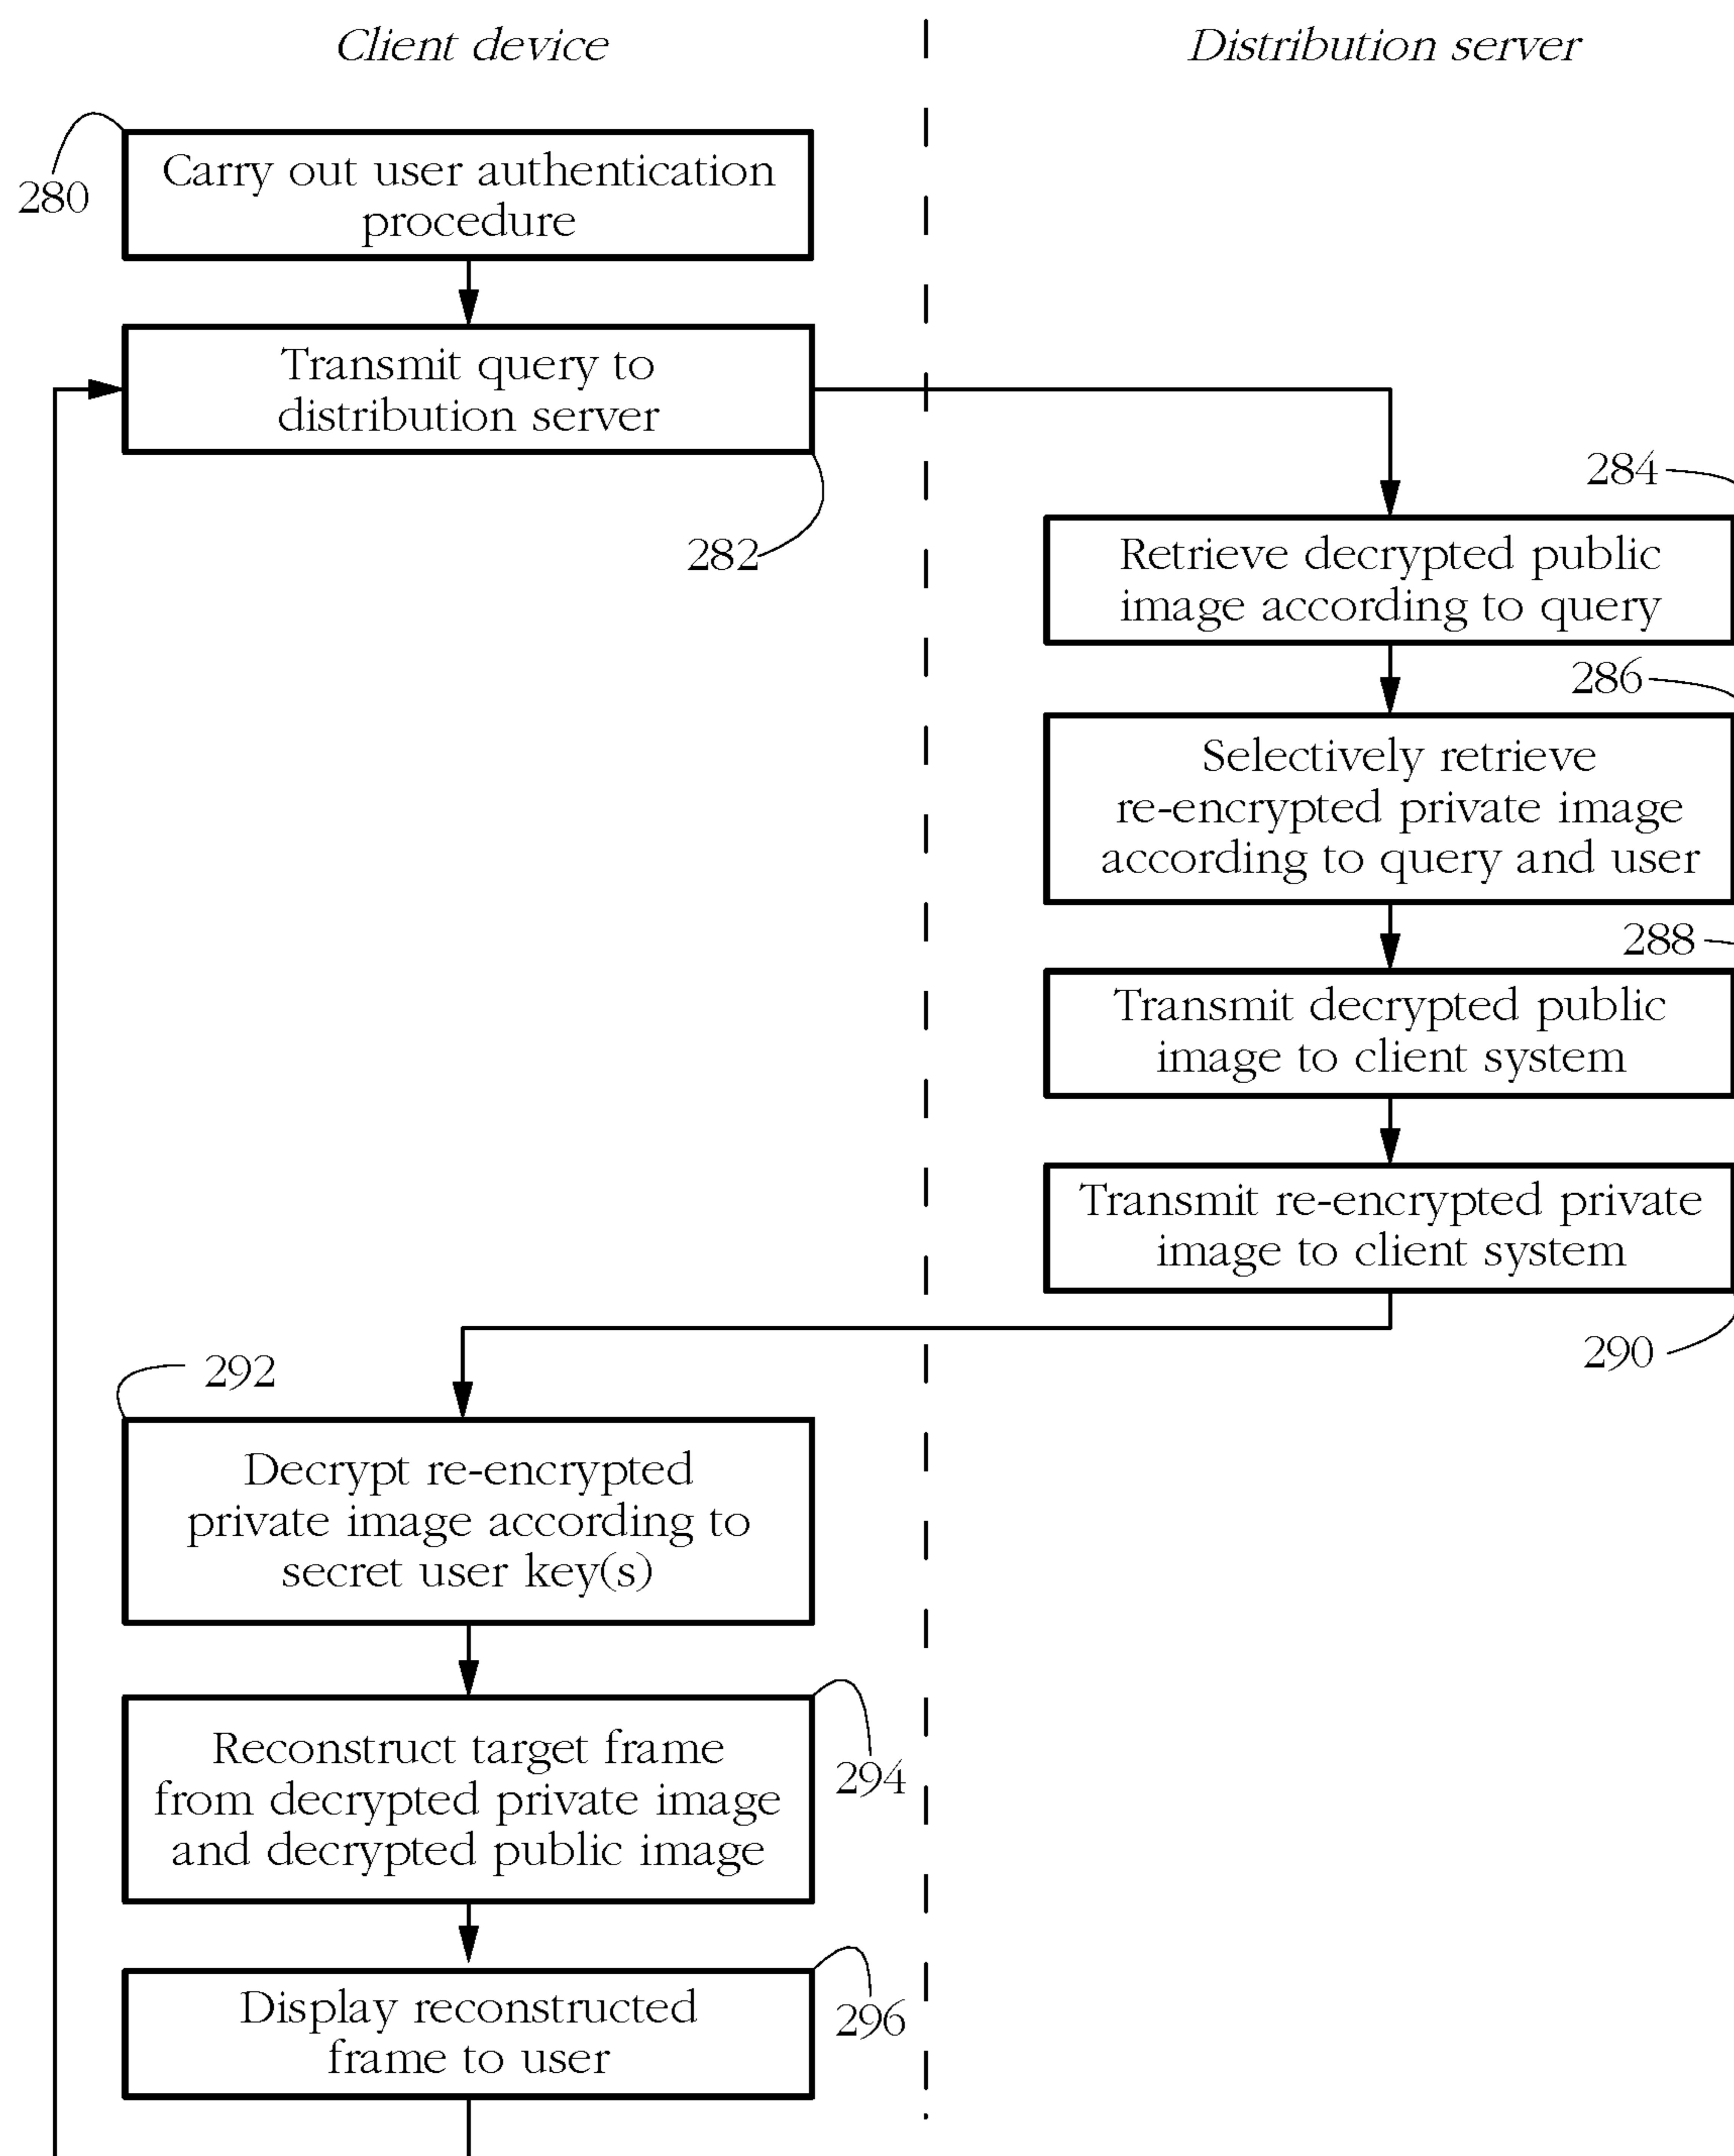 Client device
Distribution server
280
Carry out user authentication
procedure
Transmit query to
distribution server
282
284
Retrieve decrypted public
image according to query
286
Selectively retrieve
re-encrypted private image
according to query and user
288
Transmit decrypted public
image to client system
Transmit re-encrypted private
image to client system
290
292
Decrypt re-encrypted
private image according to
secret user key(s)
294
Reconstruct target frame
from decrypted private image
and decrypted public image
296
Display reconstructed
frame to user